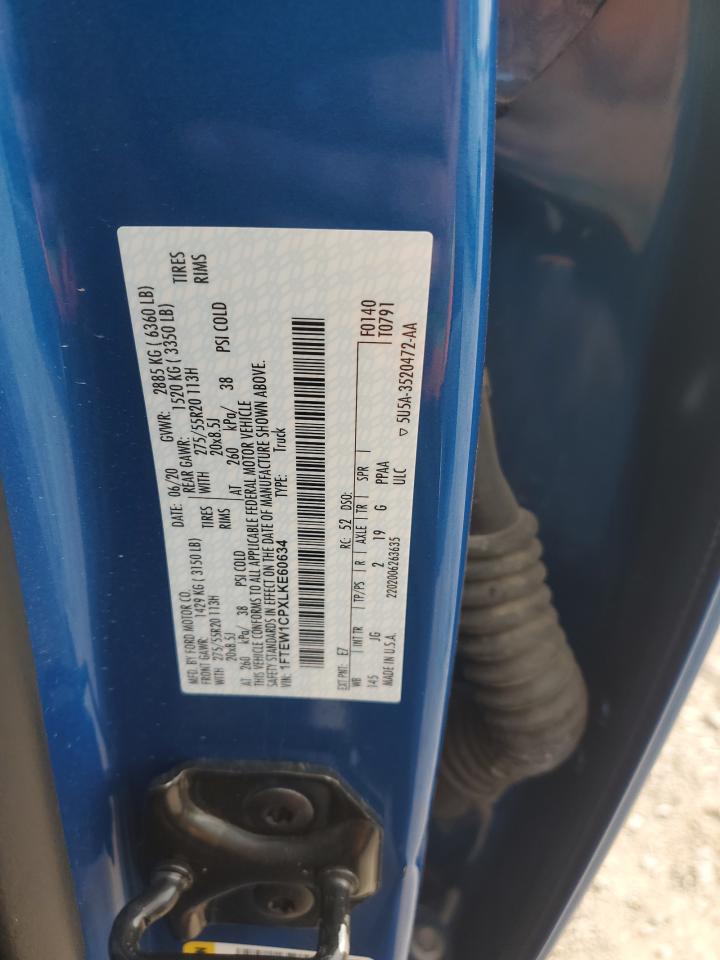 MFD. BY FORD MOTOR CO. DATE: 06/20 GVWR: 2885 KG ( 6360 LB)
FRONT GAWR: 1429 KG ( 3150 LB) REAR GAWR: 1520 KG ( 3350 LB)
WITH 275/55R20 113H TIRES WITH 275/55R20 113H TIRES
20x8.5J RIMS 20x8.5J RIMS
AT 260 kPa/ 38 PSI COLD AT 260 kPa/ 38 PSI COLD
THIS VEHICLE CONFORMS TO ALL APPLICABLE FEDERAL MOTOR VEHICLE
SAFETY STANDARDS IN EFFECT ON THE DATE OF MANUFACTURE SHOWN ABOVE.
VIN: 1FTEW1CPXLKE60634 TYPE: Truck
EXT PNT: E7 RC: 52 DSO: F0140
WB INT TR TP/PS R AXLE TR SPR T0791
145 JG 2 19 G PPAA
MADE IN U.S.A. 2202006263635 ULC ▽ 5U5A-3520472-AA